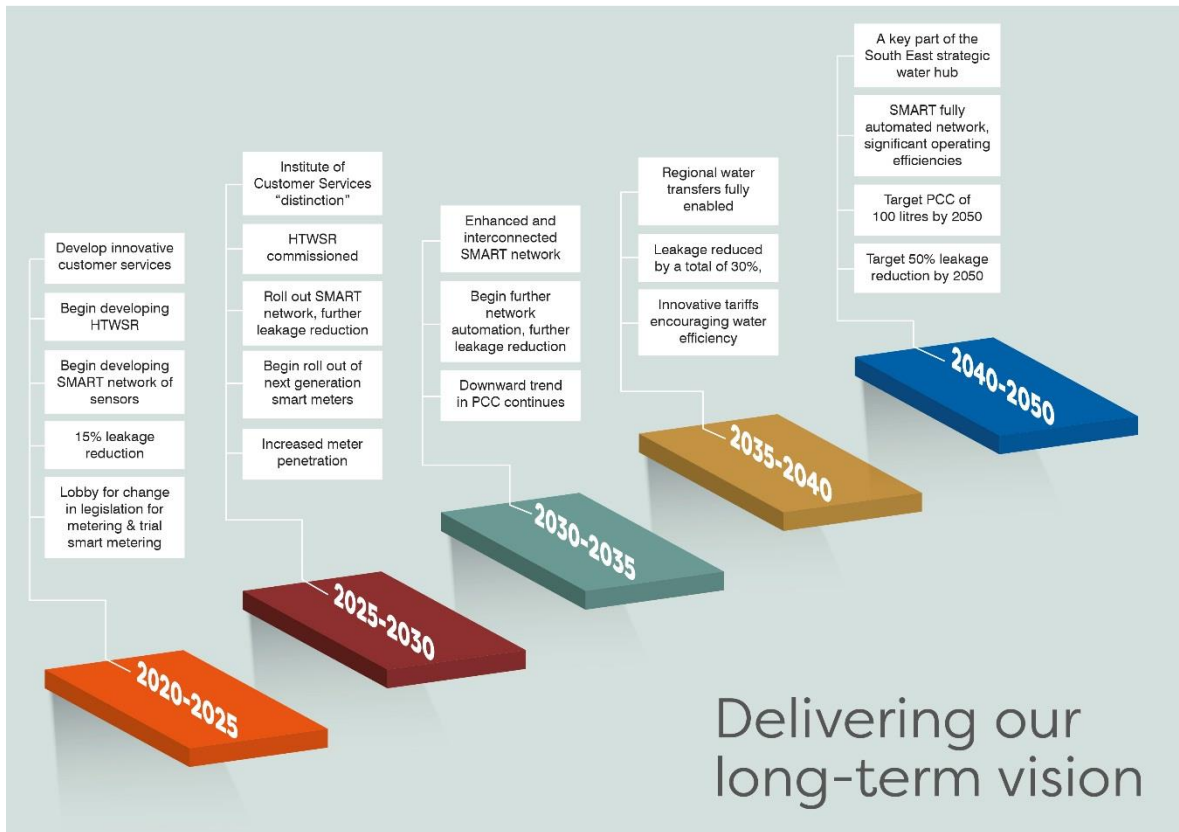 Develop innovative
customer services
Begin developing
HTWSR
Begin developing
SMART network of
sensors
15% leakage
reduction
Lobby for change
in legislation for
metering & trial
smart metering
2020-2025
Institute of
Customer Services
“distinction”
HTWSR
commissioned
Roll out SMART
network, further
leakage reduction
Begin roll out of
next generation
smart meters
Increased meter
penetration
2025-2030
Enhanced and
interconnected
SMART network
Begin further
network
automation, further
leakage reduction
Downward trend
in PCC continues
2030-2035
Regional water
transfers fully
enabled
Leakage reduced
by a total of 30%,
Innovative tariffs
encouraging water
efficiency
2035-2040
A key part of the
South East strategic
water hub
SMART fully
automated network,
significant operating
efficiencies
Target PCC of
100 litres by 2050
Target 50% leakage
reduction by 2050
2040-2050
Delivering our
long-term vision